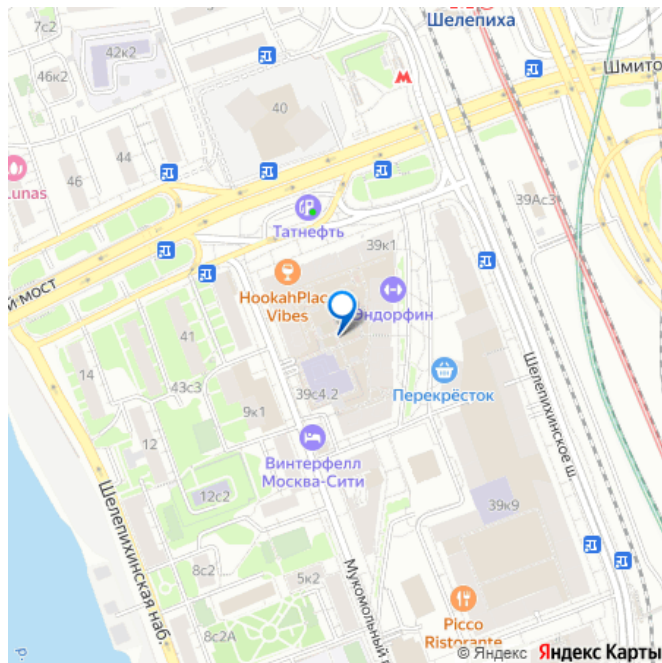 7с2
Шелепиха
42к2
Шмито
46к2
40
44
Lunas
46
39Ас3
Татнефть
39к1
й мост
HookahPlac
Vibes
Эндорфин
41
14
Шелепихинское ш.
43с3
39с4.2
Перекрёсток
9к1
12
Винтерфелл
Москва-Сити
12с2
39к9
Шелепихинская наб.
8с2
5к2
Мукомольный п
8с2А
Picco
Ristorante
р.
© Яндекс Яндекс Карты